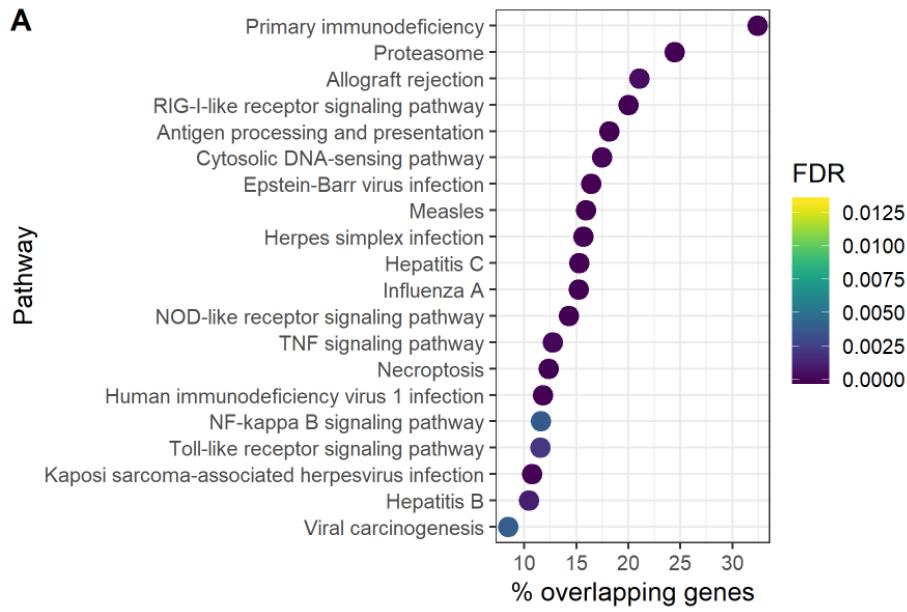 A
Primary immunodeficiency
Proteasome
Allograft rejection
RIG-I-like receptor signaling pathway
Antigen processing and presentation
Cytosolic DNA-sensing pathway
Epstein-Barr virus infection
Measles
Herpes simplex infection
Hepatitis C
Influenza A
NOD-like receptor signaling pathway
TNF signaling pathway
Necroptosis
Human immunodeficiency virus 1 infection
NF-kappa B signaling pathway
Toll-like receptor signaling pathway
Kaposi sarcoma-associated herpesvirus infection
Hepatitis B
Viral carcinogenesis
Pathway
10 15 20 25 30
% overlapping genes
FDR
0.0125
0.0100
0.0075
0.0050
0.0025
0.0000